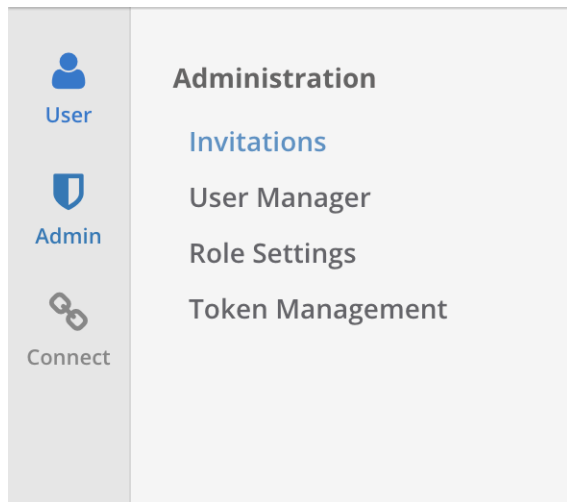 User
Admin
Connect
Administration
Invitations
User Manager
Role Settings
Token Management